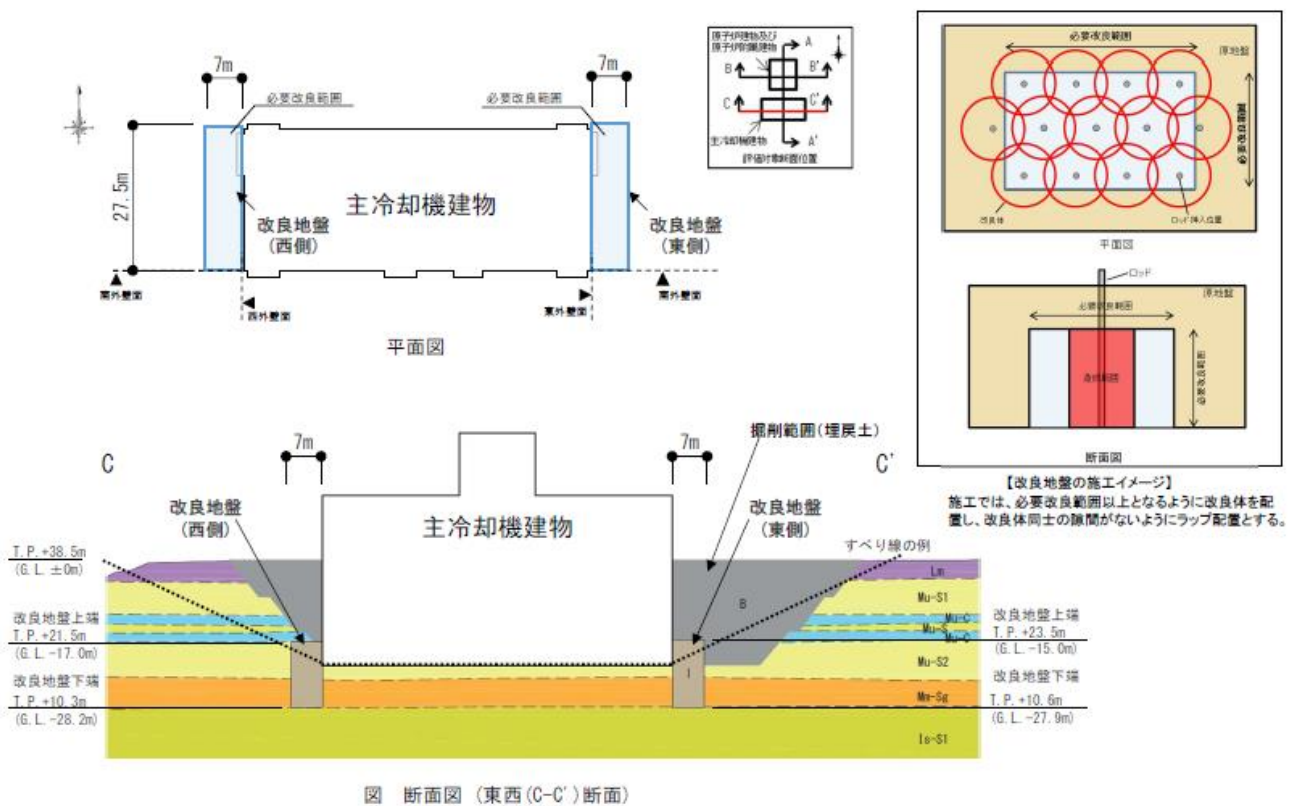 7m
必要改良範囲
7m
必要改良範囲
27.5m
主冷却機建物
改良地盤
(西側)
改良地盤
(東側)
南外壁面
西外壁面
東外壁面
南外壁面
平面図
原子炉建物及び
原子炉附属建物
A
B
B'
C
C'
主冷却機建物
A'
評価対象断面位置
必要改良範囲
原地盤
必要改良範囲
改良体
ロッド挿入位置
平面図
ロッド
原地盤
必要改良範囲
必要改良範囲
断面図
【改良地盤の施工イメージ】
施工では、必要改良範囲以上となるように改良体を配
置し、改良体同士の隙間がないようにラップ配置とする。
C
7m
7m
掘削範囲(埋戻土)
C'
改良地盤
(西側)
主冷却機建物
改良地盤
(東側)
すべり線の例
T.P.+38.5m
(G.L.±0m)
改良地盤上端
T.P.+21.5m
(G.L.-17.0m)
改良地盤下端
T.P.+10.3m
(G.L.-28.2m)
B
I
Lm
Mu-S1
Mu-C
Mu-S
Mu-C
Mu-S2
Mm-Sg
Is-S1
改良地盤上端
T.P.+23.5m
(G.L.-15.0m)
改良地盤下端
T.P.+10.6m
(G.L.-27.9m)
図 断面図 (東西(C-C')断面)